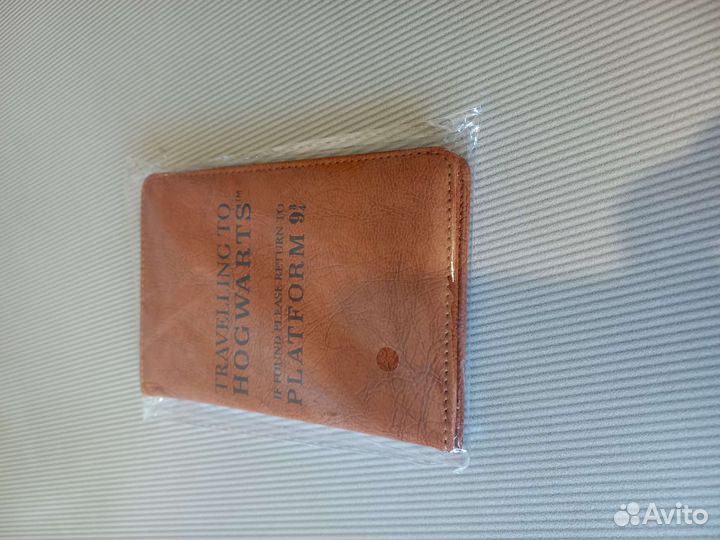 TRAVELLING TO
HOGWARTS™
IF FOUND PLEASE RETURN TO
PLATFORM 9¾
Avito